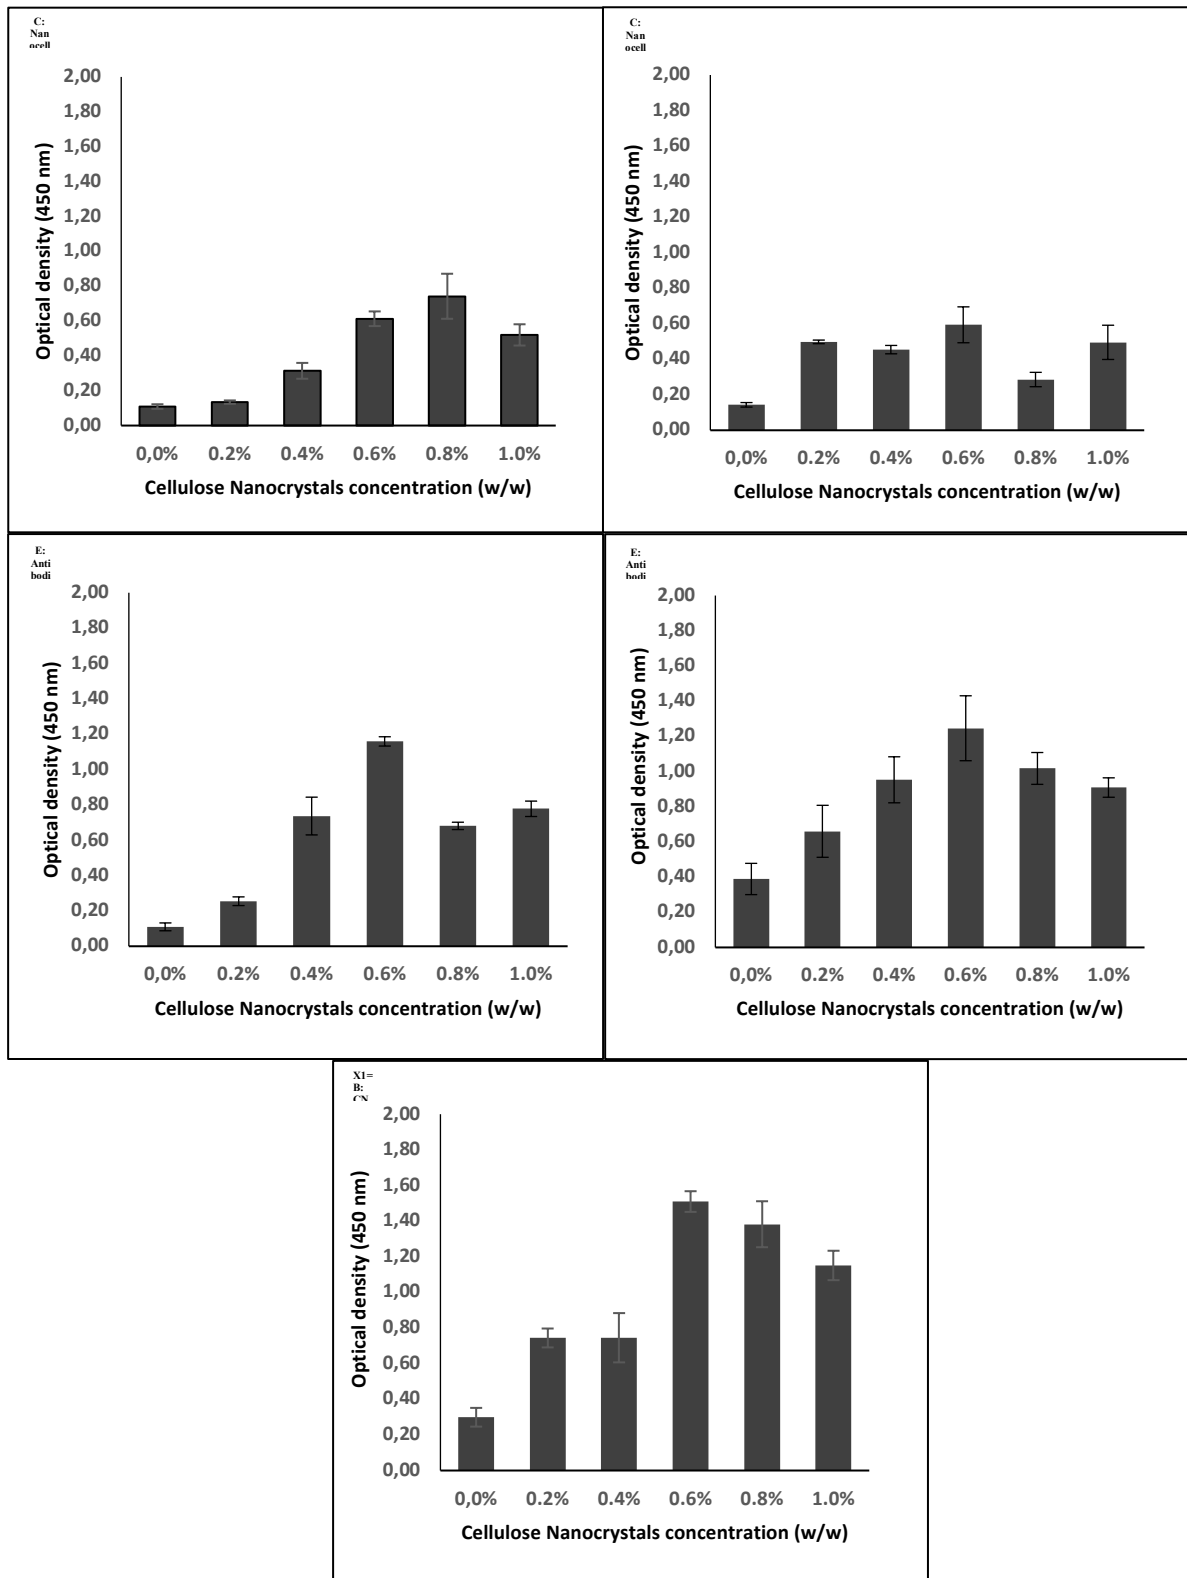 C:
Nan
ocell
2,00
1,80
1,60
1,40
1,20
1,00
0,80
0,60
0,40
0,20
0,00
Optical density (450 nm)
0,0% 0.2% 0.4% 0.6% 0.8% 1.0%
Cellulose Nanocrystals concentration (w/w)
C:
Nan
ocell
2,00
1,80
1,60
1,40
1,20
1,00
0,80
0,60
0,40
0,20
0,00
Optical density (450 nm)
0,0% 0.2% 0.4% 0.6% 0.8% 1.0%
Cellulose Nanocrystals concentration (w/w)
E:
Anti
bodi
2,00
1,80
1,60
1,40
1,20
1,00
0,80
0,60
0,40
0,20
0,00
Optical density (450 nm)
0,0% 0.2% 0.4% 0.6% 0.8% 1.0%
Cellulose Nanocrystals concentration (w/w)
E:
Anti
bodi
2,00
1,80
1,60
1,40
1,20
1,00
0,80
0,60
0,40
0,20
0,00
Optical density (450 nm)
0,0% 0.2% 0.4% 0.6% 0.8% 1.0%
Cellulose Nanocrystals concentration (w/w)
X1=
B:
CN
2,00
1,80
1,60
1,40
1,20
1,00
0,80
0,60
0,40
0,20
0,00
Optical density (450 nm)
0,0% 0.2% 0.4% 0.6% 0.8% 1.0%
Cellulose Nanocrystals concentration (w/w)